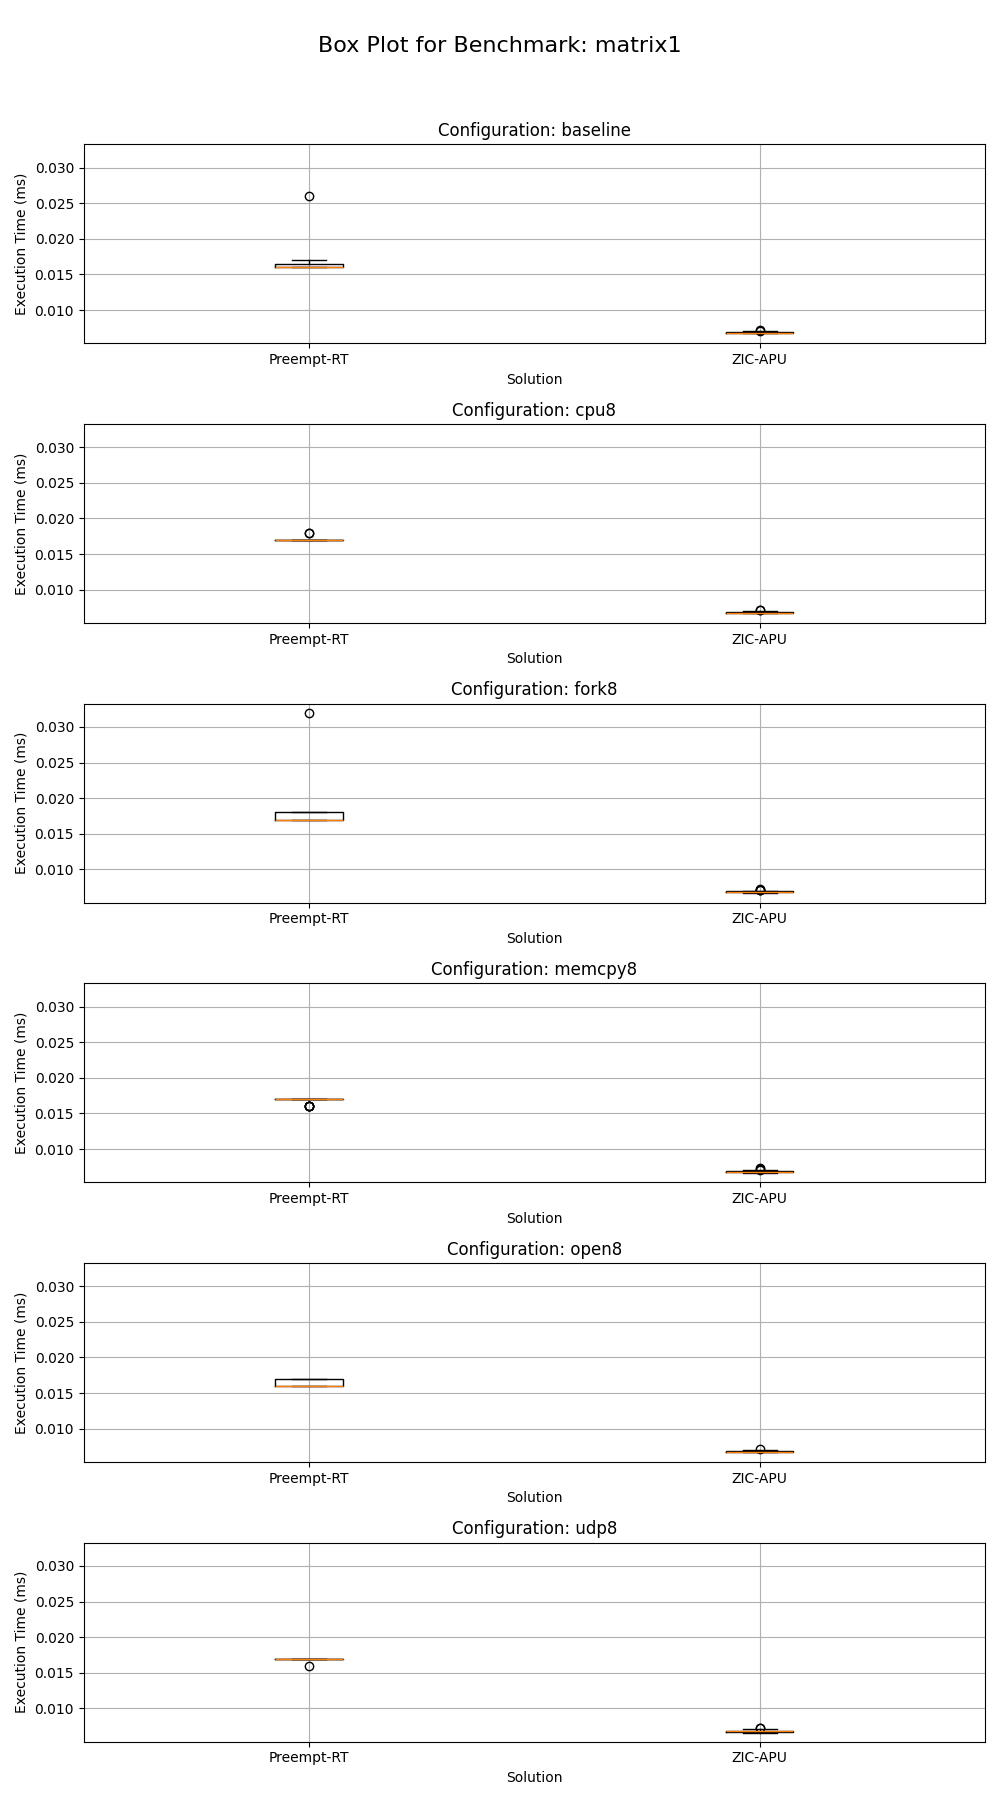 Box Plot for Benchmark: matrix1
Configuration: baseline
Execution Time (ms)
0.030
0.025
0.020
0.015
0.010
Preempt-RT
ZIC-APU
Solution
Configuration: cpu8
Execution Time (ms)
0.030
0.025
0.020
0.015
0.010
Preempt-RT
ZIC-APU
Solution
Configuration: fork8
Execution Time (ms)
0.030
0.025
0.020
0.015
0.010
Preempt-RT
ZIC-APU
Solution
Configuration: memcpy8
Execution Time (ms)
0.030
0.025
0.020
0.015
0.010
Preempt-RT
ZIC-APU
Solution
Configuration: open8
Execution Time (ms)
0.030
0.025
0.020
0.015
0.010
Preempt-RT
ZIC-APU
Solution
Configuration: udp8
Execution Time (ms)
0.030
0.025
0.020
0.015
0.010
Preempt-RT
ZIC-APU
Solution